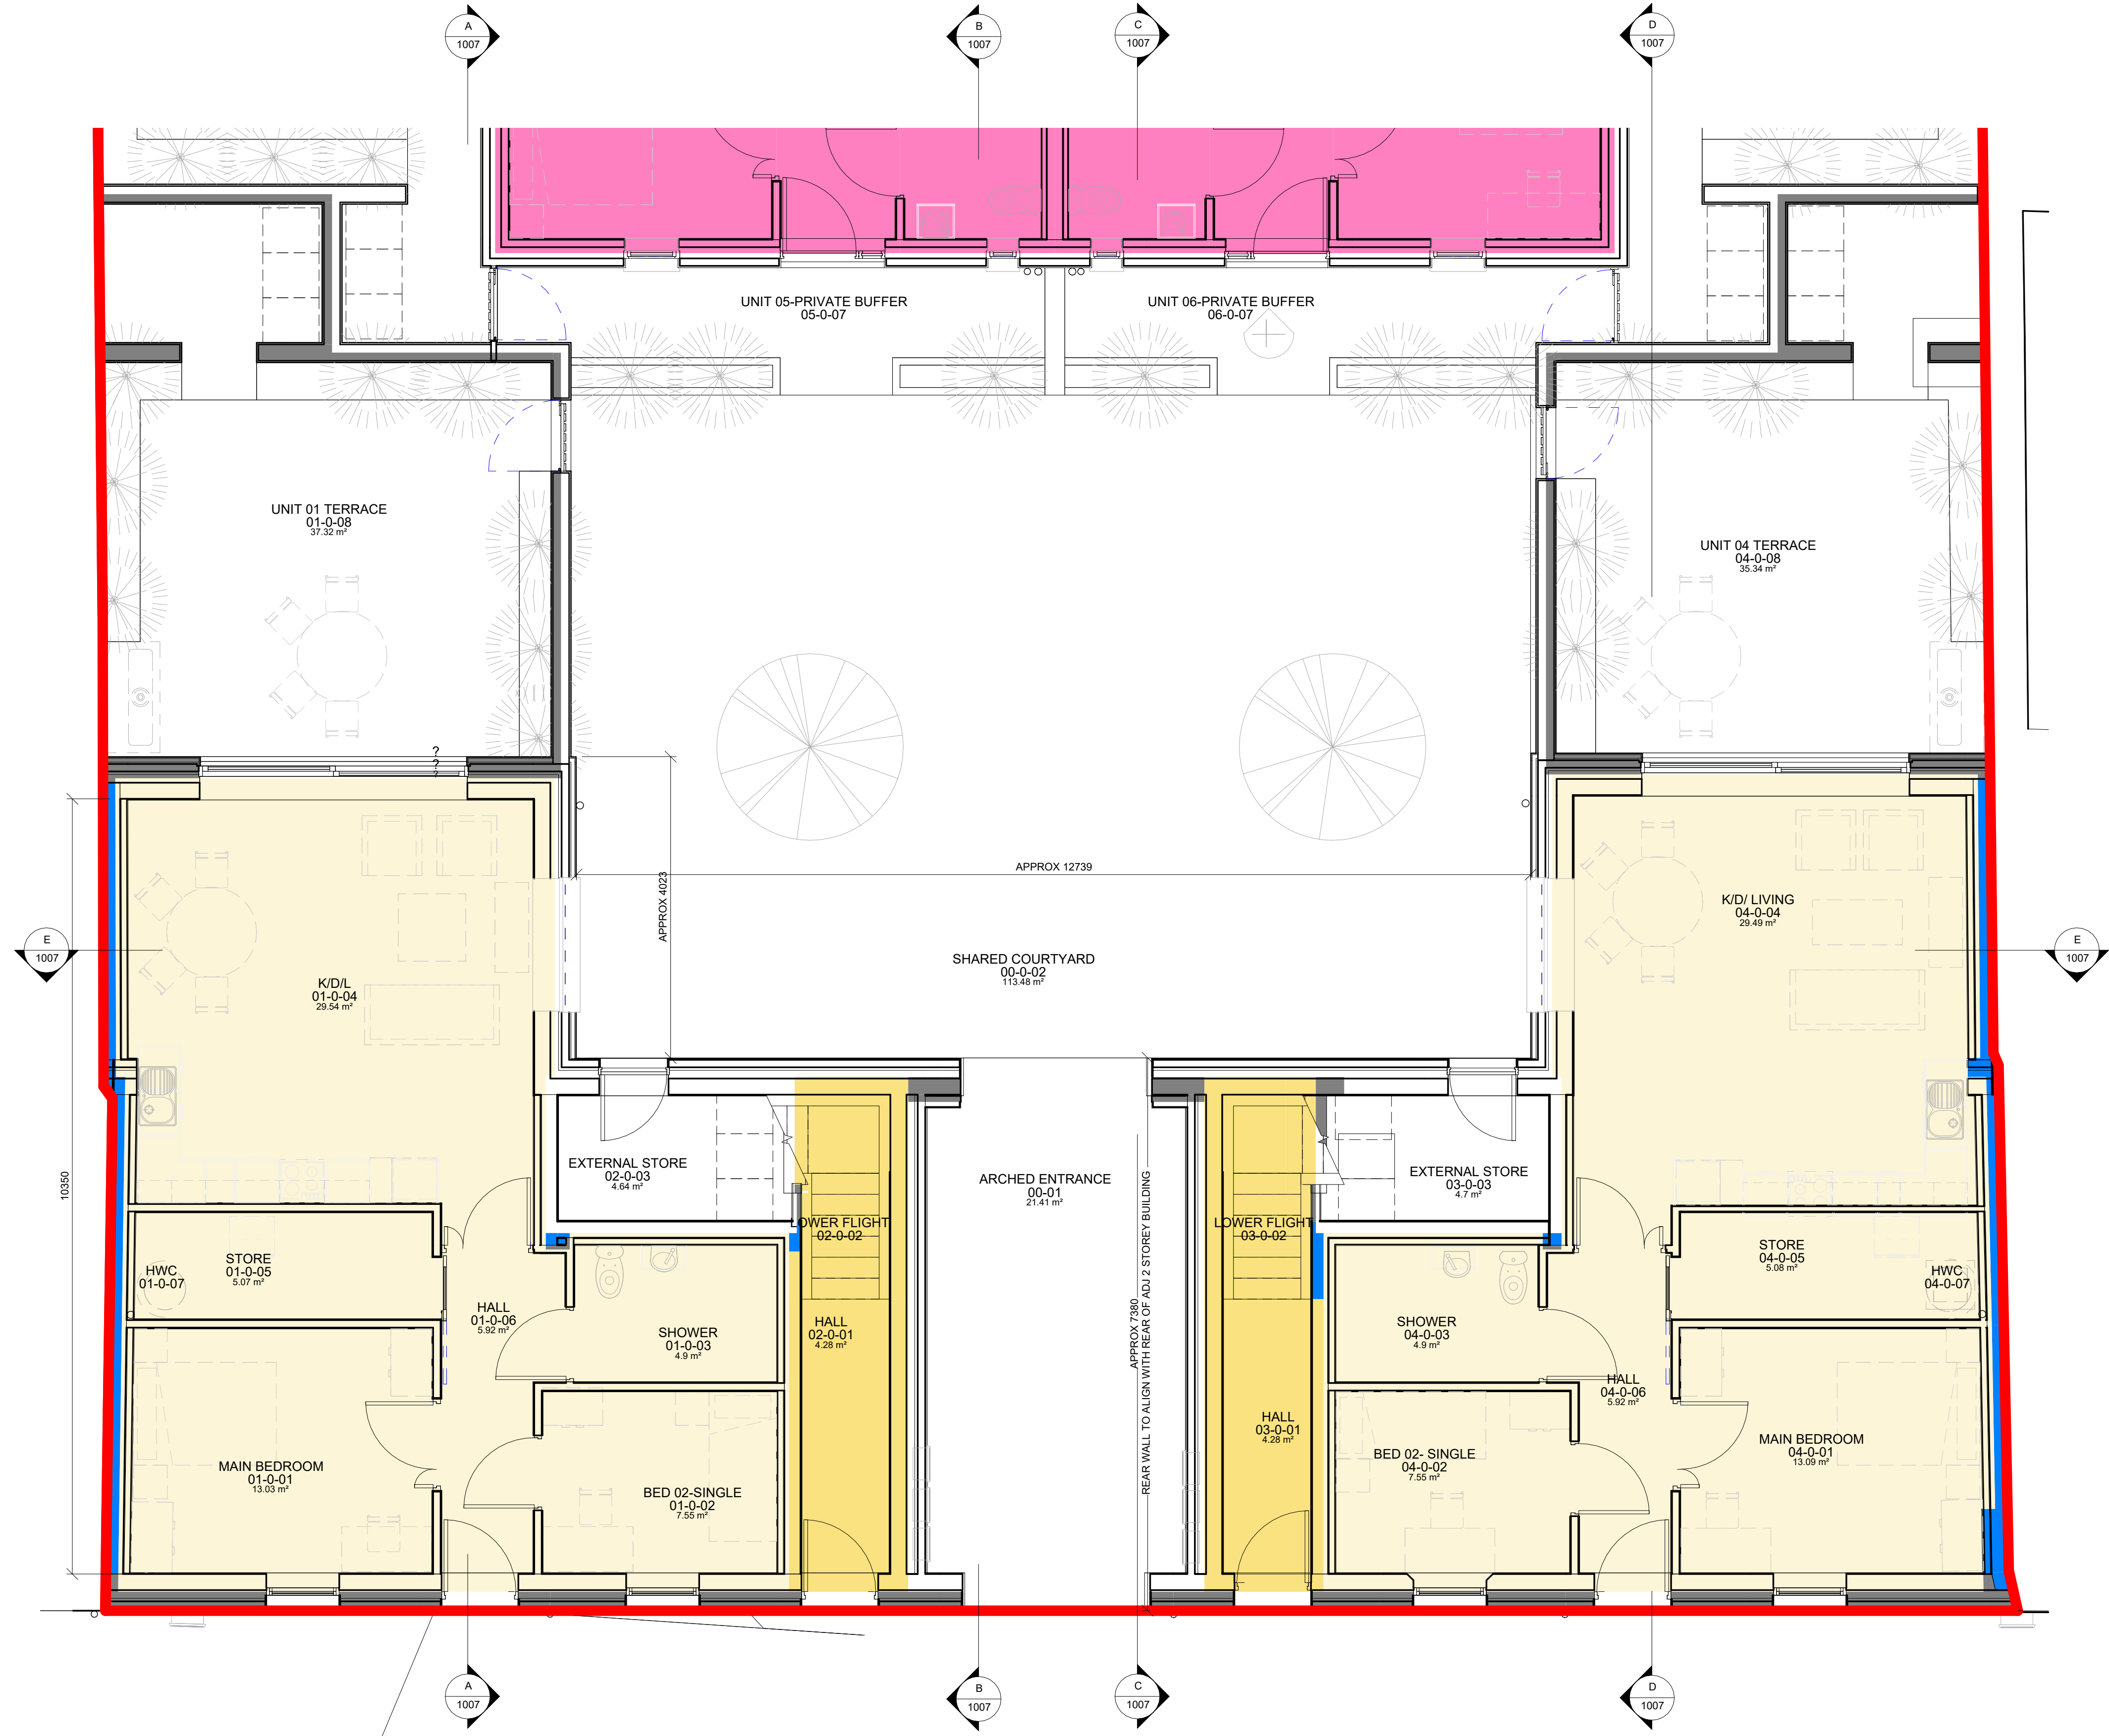 A
1007
B
1007
C
1007
D
1007
UNIT 05-PRIVATE BUFFER
05-0-07
UNIT 06-PRIVATE BUFFER
06-0-07
UNIT 01 TERRACE
01-0-08
37.32 m²
UNIT 04 TERRACE
04-0-08
35.34 m²
?
?
?
APPROX 12739
APPROX 4023
K/D/ LIVING
04-0-04
29.49 m²
E
1007
E
1007
SHARED COURTYARD
00-0-02
113.48 m²
K/D/L
01-0-04
29.54 m²
10350
EXTERNAL STORE
02-0-03
4.64 m²
ARCHED ENTRANCE
00-01
21.41 m²
EXTERNAL STORE
03-0-03
4.7 m²
LOWER FLIGHT
02-0-02
LOWER FLIGHT
03-0-02
APPROX 7380
REAR WALL TO ALIGN WITH REAR OF ADJ 2 STOREY BUILDING
STORE
01-0-05
5.07 m²
HWC
01-0-07
STORE
04-0-05
5.08 m²
HWC
04-0-07
HALL
01-0-06
5.92 m²
SHOWER
01-0-03
4.9 m²
HALL
02-0-01
4.28 m²
SHOWER
04-0-03
4.9 m²
HALL
04-0-06
5.92 m²
HALL
03-0-01
4.28 m²
MAIN BEDROOM
01-0-01
13.03 m²
BED 02-SINGLE
01-0-02
7.55 m²
BED 02- SINGLE
04-0-02
7.55 m²
MAIN BEDROOM
04-0-01
13.09 m²
A
1007
B
1007
C
1007
D
1007